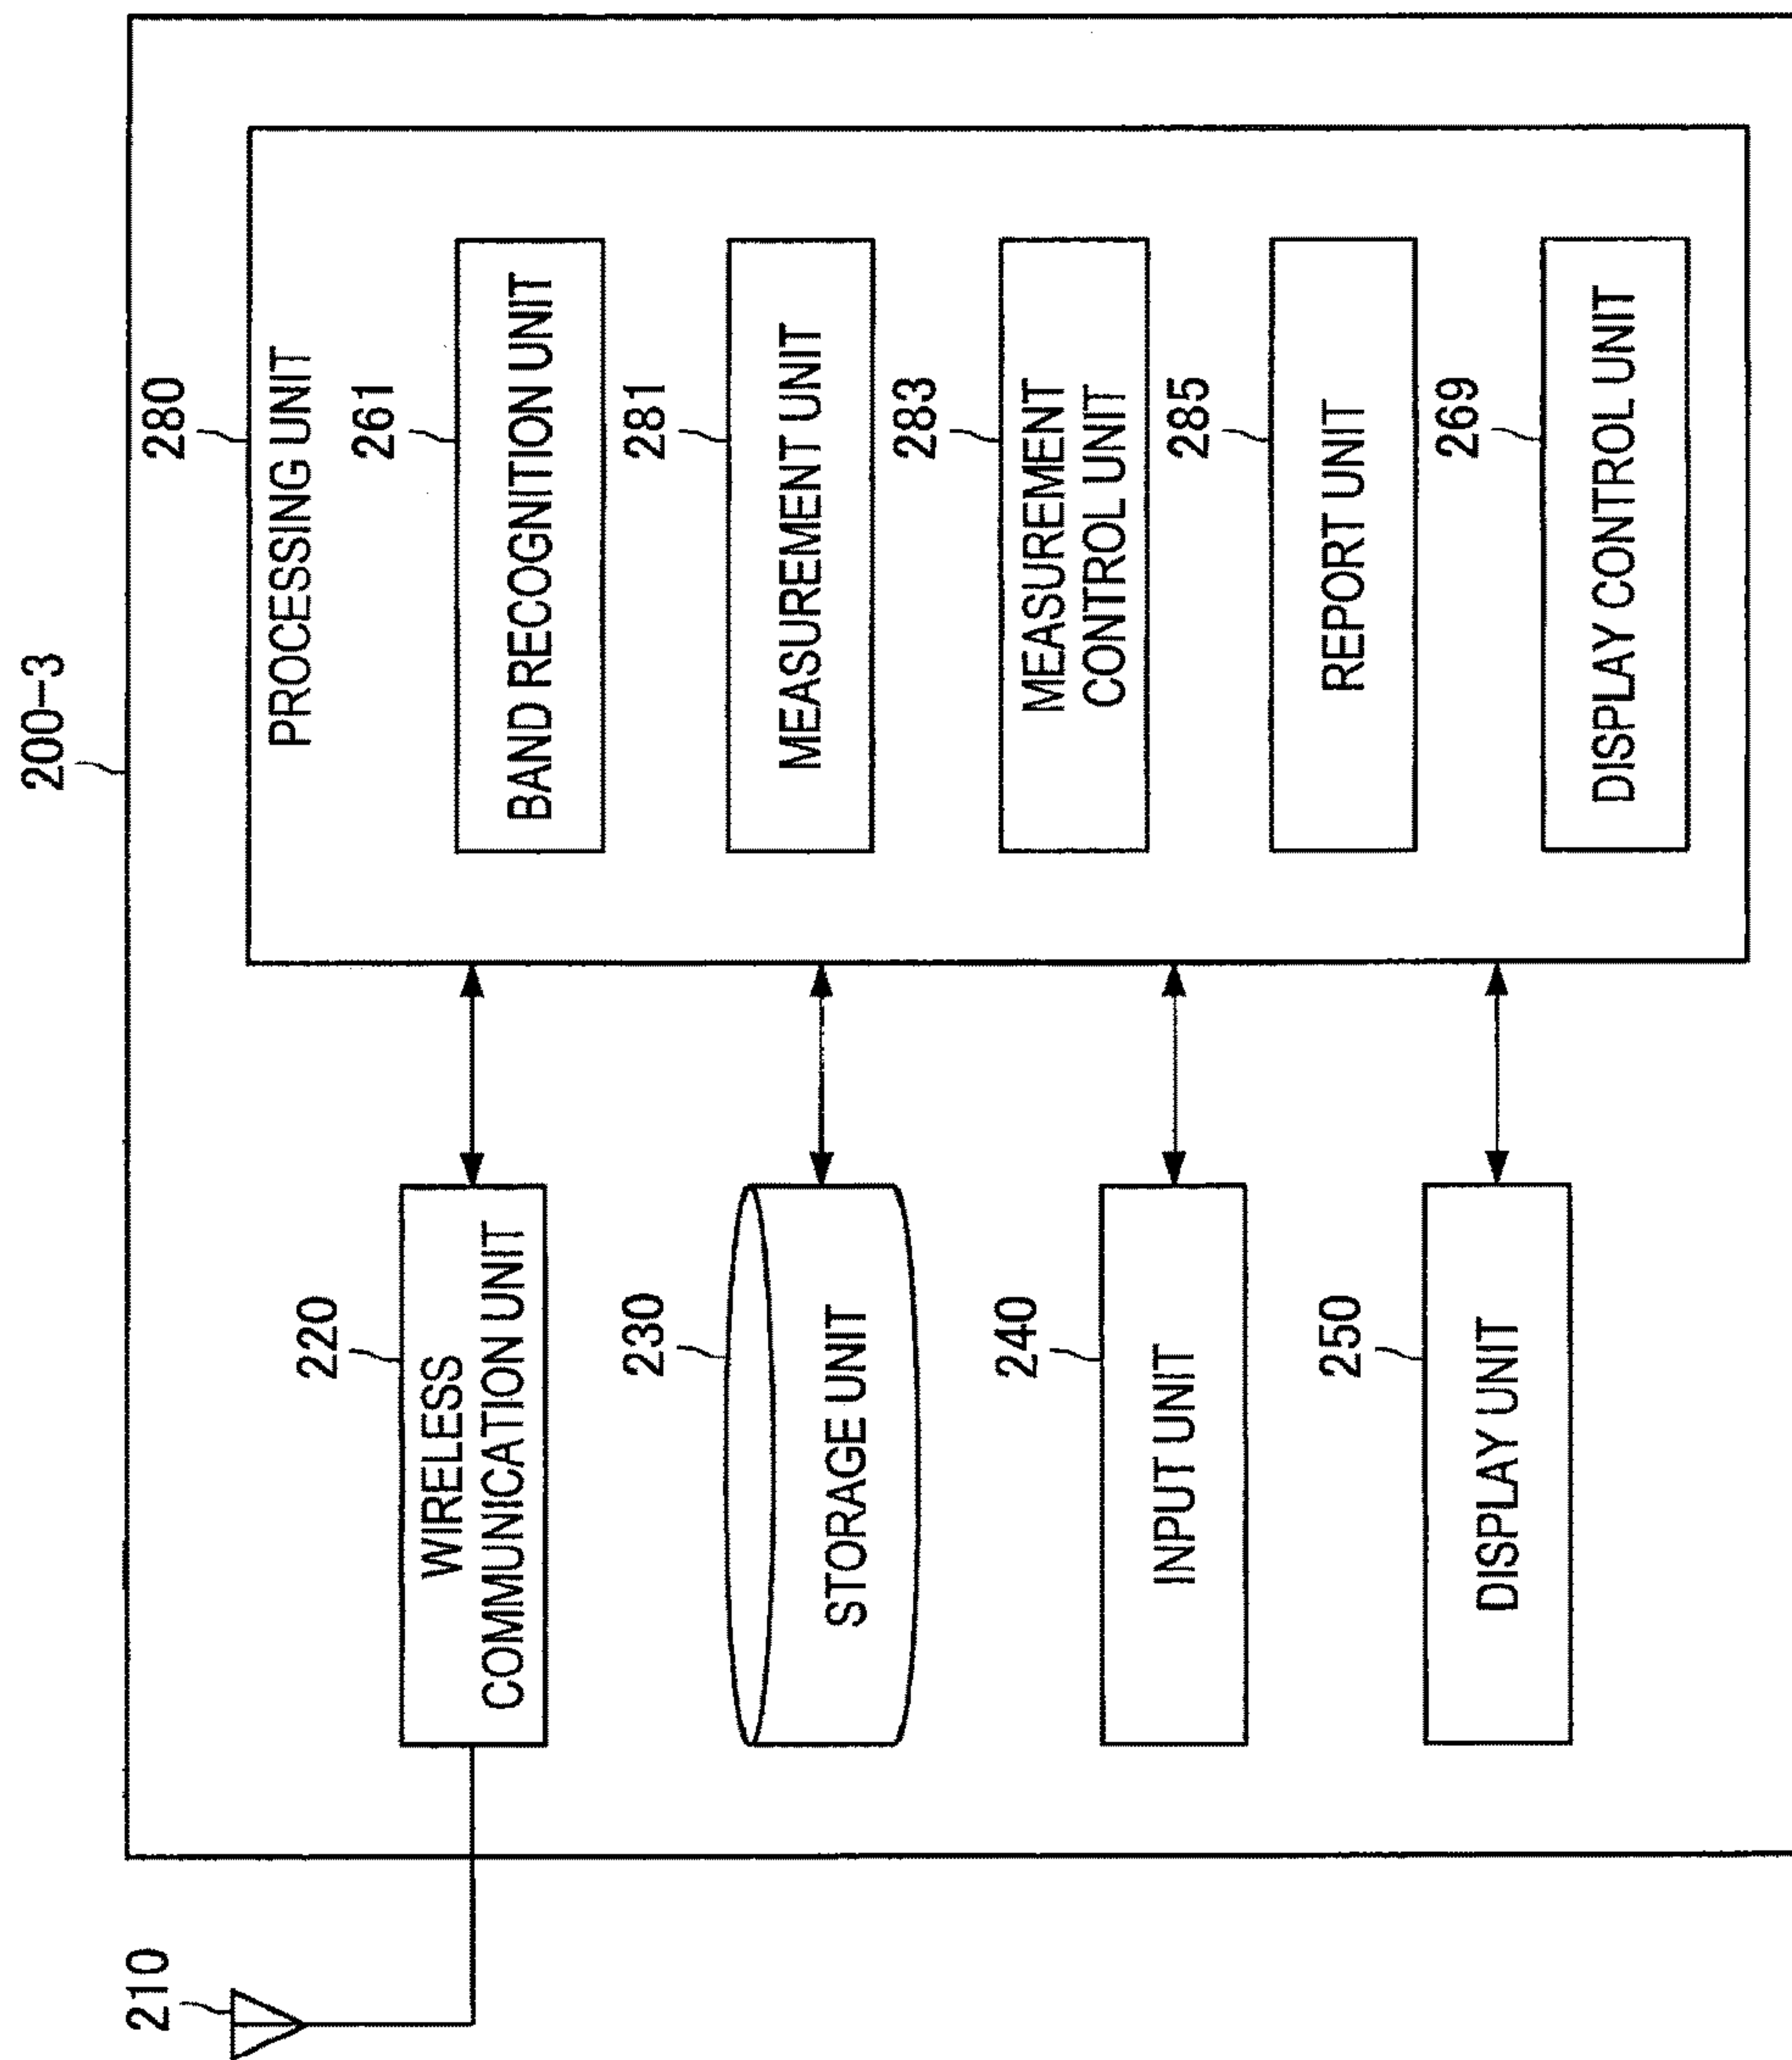 200-3
210
220
WIRELESS
COMMUNICATION UNIT
230
STORAGE UNIT
240
INPUT UNIT
250
DISPLAY UNIT
280
PROCESSING UNIT
261
BAND RECOGNITION UNIT
281
MEASUREMENT UNIT
283
MEASUREMENT
CONTROL UNIT
285
REPORT UNIT
269
DISPLAY CONTROL UNIT